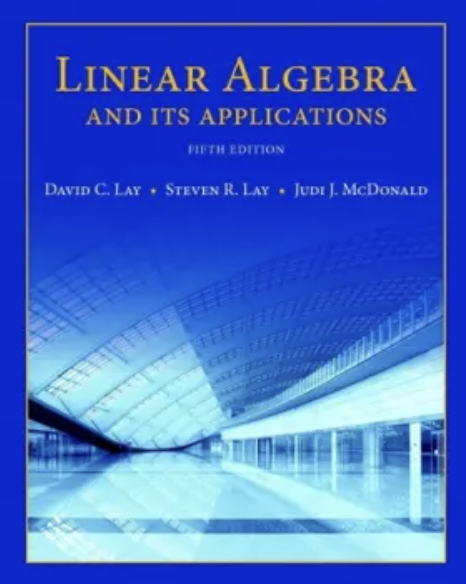 LINEAR ALGEBRA
AND ITS APPLICATIONS
FIFTH EDITION
DAVID C. LAY • STEVEN R. LAY • JUDI J. MCDONALD